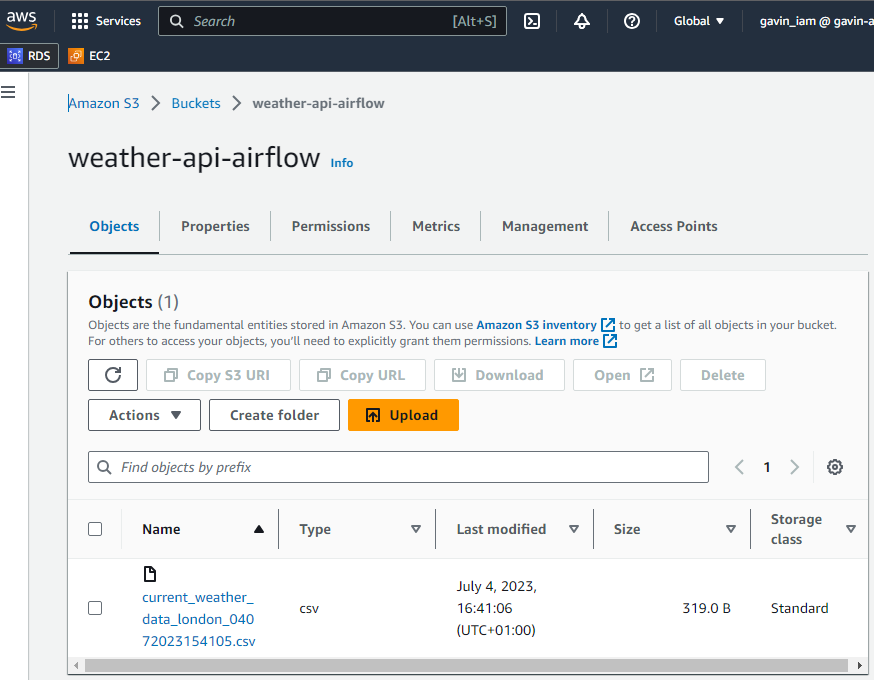 aws Services Search [Alt+S] Global gavin_iam @ gavin-a
RDS EC2
Amazon S3 Buckets weather-api-airflow
weather-api-airflow Info
Objects Properties Permissions Metrics Management Access Points
Objects (1)
Objects are the fundamental entities stored in Amazon S3. You can use Amazon S3 inventory to get a list of all objects in your bucket.
For others to access your objects, you'll need to explicitly grant them permissions. Learn more
Copy S3 URI Copy URL Download Open Delete
Actions Create folder Upload
Find objects by prefix 1
Name Type Last modified Size Storage class
current_weather_
data_london_040
72023154105.csv
csv
July 4, 2023,
16:41:06
(UTC+01:00)
319.0 B
Standard